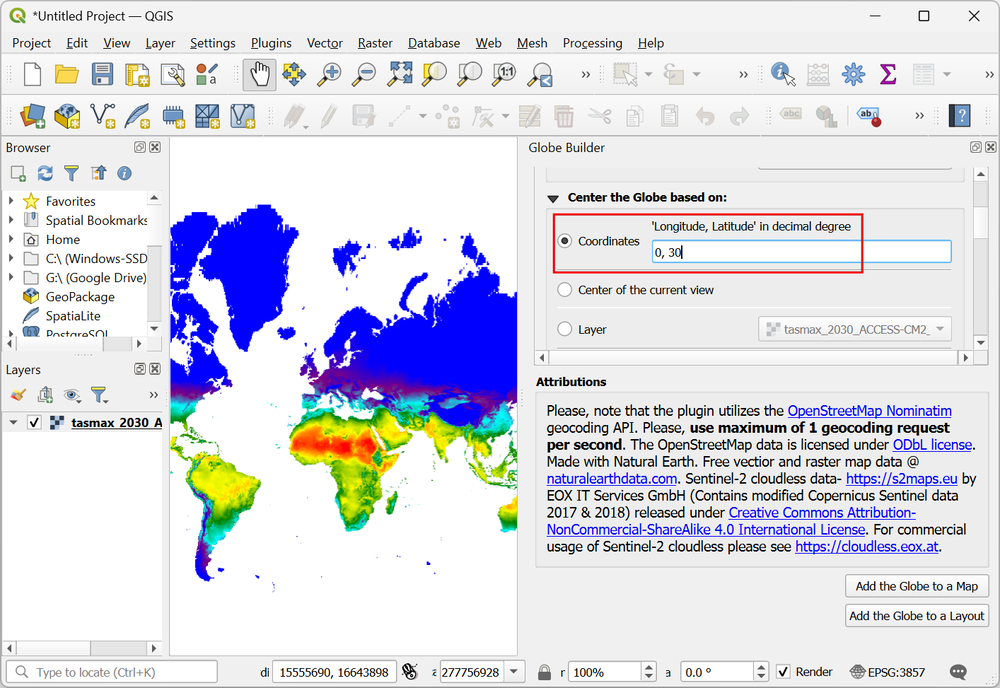 *Untitled Project — QGIS
Project Edit View Layer Settings Plugins Vector Raster Database Web Mesh Processing Help
1:1
abc
abc
?
Browser
Favorites
Spatial Bookmarks
Home
C:\ (Windows-SSD
G:\ (Google Drive)
GeoPackage
SpatiaLite
PostgreSQL
Layers
tasmax_2030_A
Globe Builder
Center the Globe based on:
'Longitude, Latitude' in decimal degree
Coordinates
0, 30
Center of the current view
Layer
tasmax_2030_ACCESS-CM2_
Attributions
Please, note that the plugin utilizes the OpenStreetMap Nominatim
geocoding API. Please, use maximum of 1 geocoding request
per second. The OpenStreetMap data is licensed under ODbL license.
Made with Natural Earth. Free vectior and raster map data @
naturalearthdata.com. Sentinel-2 cloudless data- https://s2maps.eu by
EOX IT Services GmbH (Contains modified Copernicus Sentinel data
2017 & 2018) released under Creative Commons Attribution-
NonCommercial-ShareAlike 4.0 International License. For commercial
usage of Sentinel-2 cloudless please see https://cloudless.eox.at.
Add the Globe to a Map
Add the Globe to a Layout
Type to locate (Ctrl+K)
di 15555690, 16643898 a 277756928 r 100% a 0.0 ° Render EPSG:3857